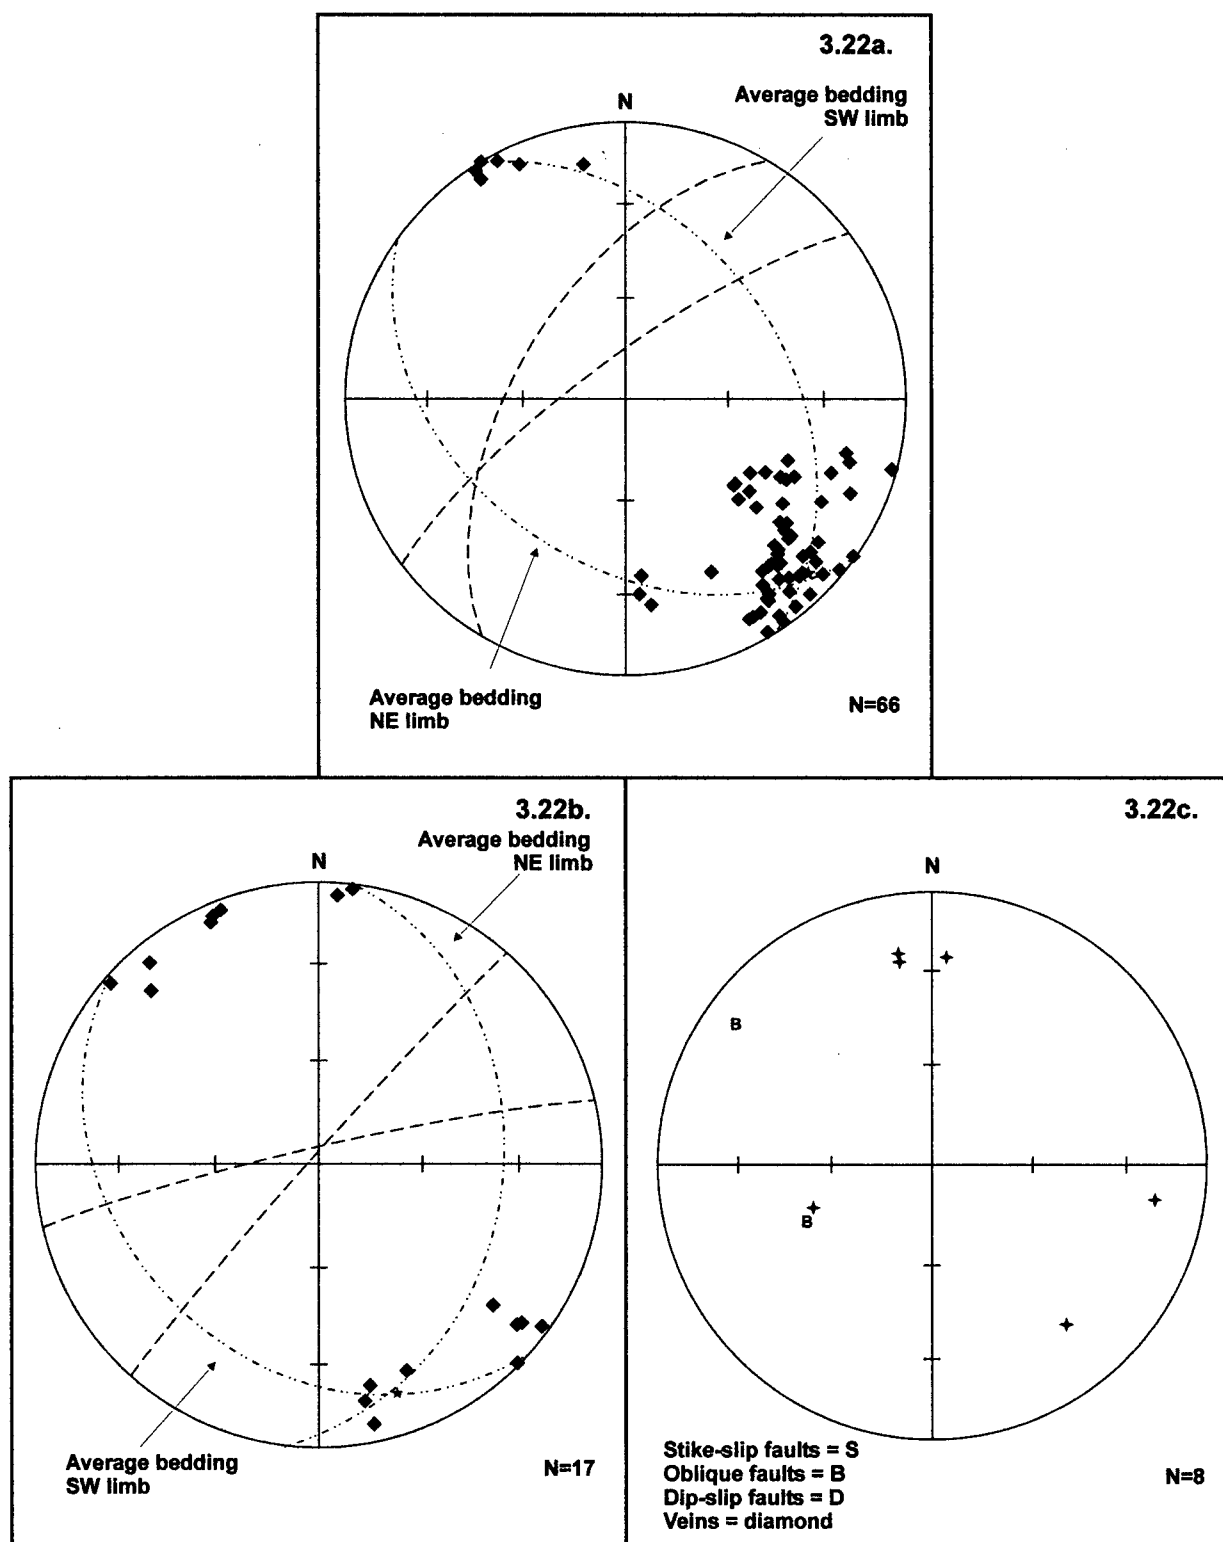 3.22a.
Average bedding
SW limb
N
Average bedding
NE limb
N=66
3.22b.
Average bedding
NE limb
N
Average bedding
SW limb
N=17
3.22c.
N
B
B
Stike-slip faults = S
Oblique faults = B
Dip-slip faults = D
Veins = diamond
N=8